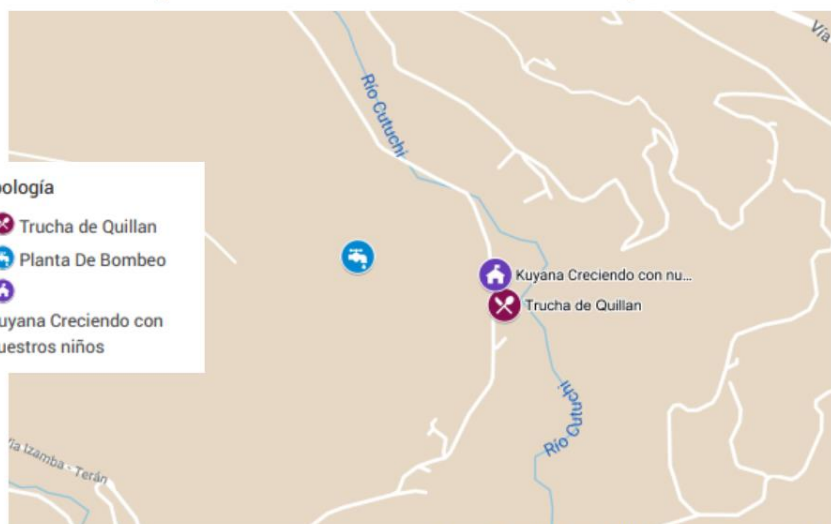 Vía
Río Cutuchi
ología
Trucha de Quillan
Planta De Bombeo
uyana Creciendo con
uestros niños
Kuyana Creciendo con nu...
Trucha de Quillan
Río Cutuchi
Vía Izamba - Terán